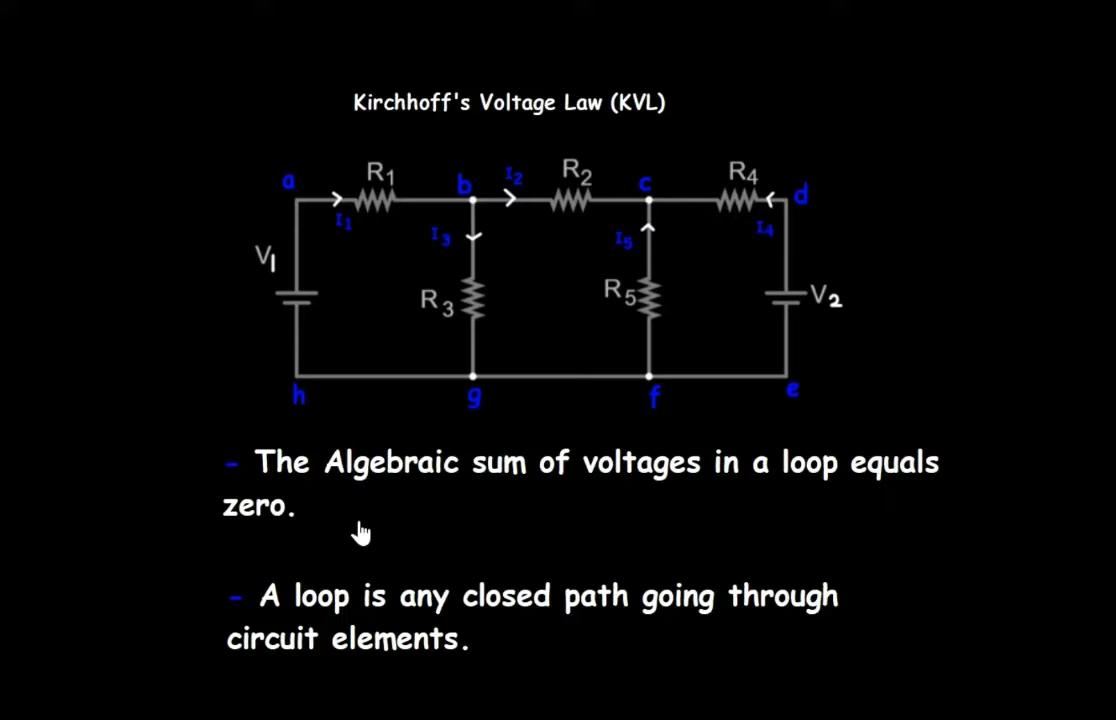 Kirchhoff's Voltage Law (KVL)
a R1 b I2 R2 c R4 d
I1 I3 I5 I4
V1 R3 R5 V2
h g f e
- The Algebraic sum of voltages in a loop equals
zero.
- A loop is any closed path going through
circuit elements.